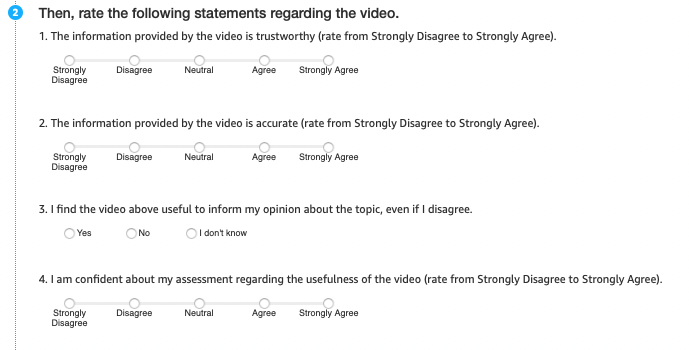 2 Then, rate the following statements regarding the video.
1. The information provided by the video is trustworthy (rate from Strongly Disagree to Strongly Agree).
Strongly Disagree Disagree Neutral Agree Strongly Agree
2. The information provided by the video is accurate (rate from Strongly Disagree to Strongly Agree).
Strongly Disagree Disagree Neutral Agree Strongly Agree
3. I find the video above useful to inform my opinion about the topic, even if I disagree.
Yes No I don't know
4. I am confident about my assessment regarding the usefulness of the video (rate from Strongly Disagree to Strongly Agree).
Strongly Disagree Disagree Neutral Agree Strongly Agree